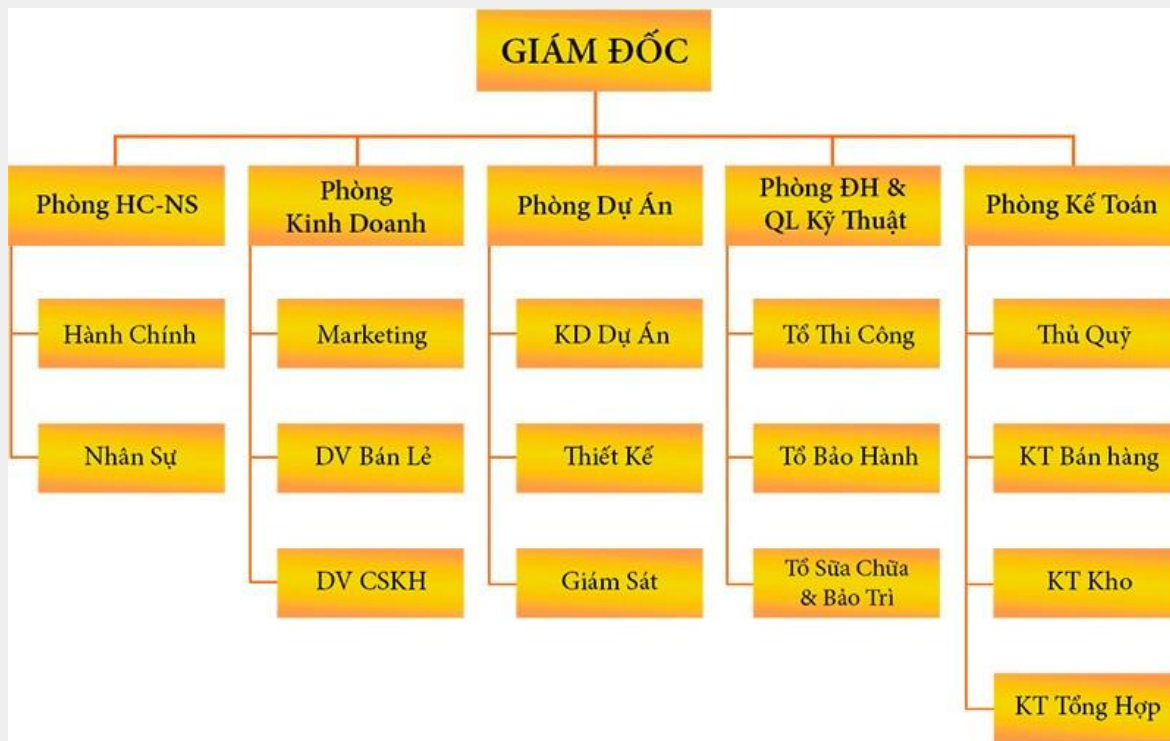 GIÁM ĐỐC
Phòng HC-NS
Hành Chính
Nhân Sự
Phòng
Kinh Doanh
Marketing
DV Bán Lẻ
DV CSKH
Phòng Dự Án
KD Dự Án
Thiết Kế
Giám Sát
Phòng ĐH &
QL Kỹ Thuật
Tổ Thi Công
Tổ Bảo Hành
Tổ Sữa Chữa
& Bảo Trì
Phòng Kế Toán
Thủ Quỹ
KT Bán hàng
KT Kho
KT Tổng Hợp